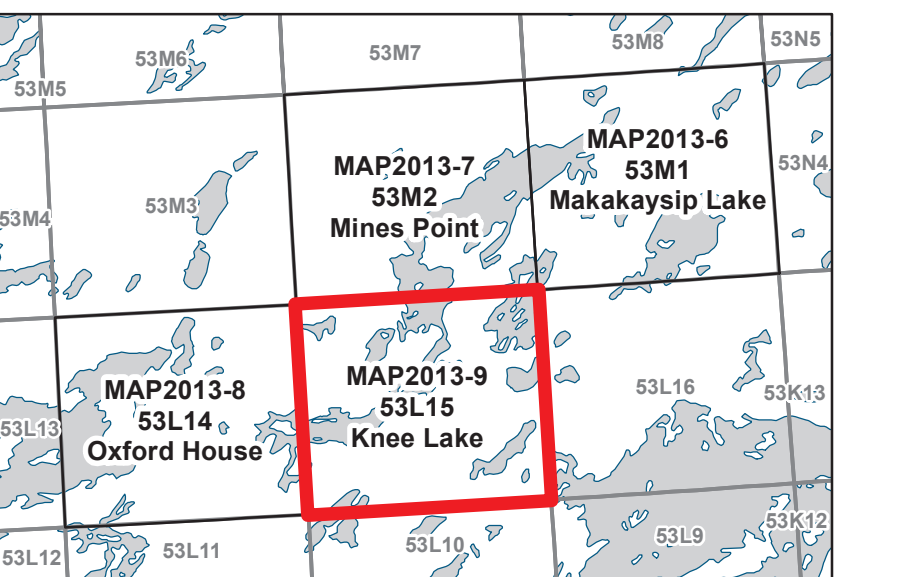 53M8
53N5
53M7
53M6
53M5
MAP2013-6
53M1
Makakaysip Lake
MAP2013-7
53M2
Mines Point
53N4
53M3
53M4
MAP2013-9
53L15
Knee Lake
MAP2013-8
53L14
Oxford House
53L16
53K13
53L13
53K12
53L9
53L10
53L11
53L12